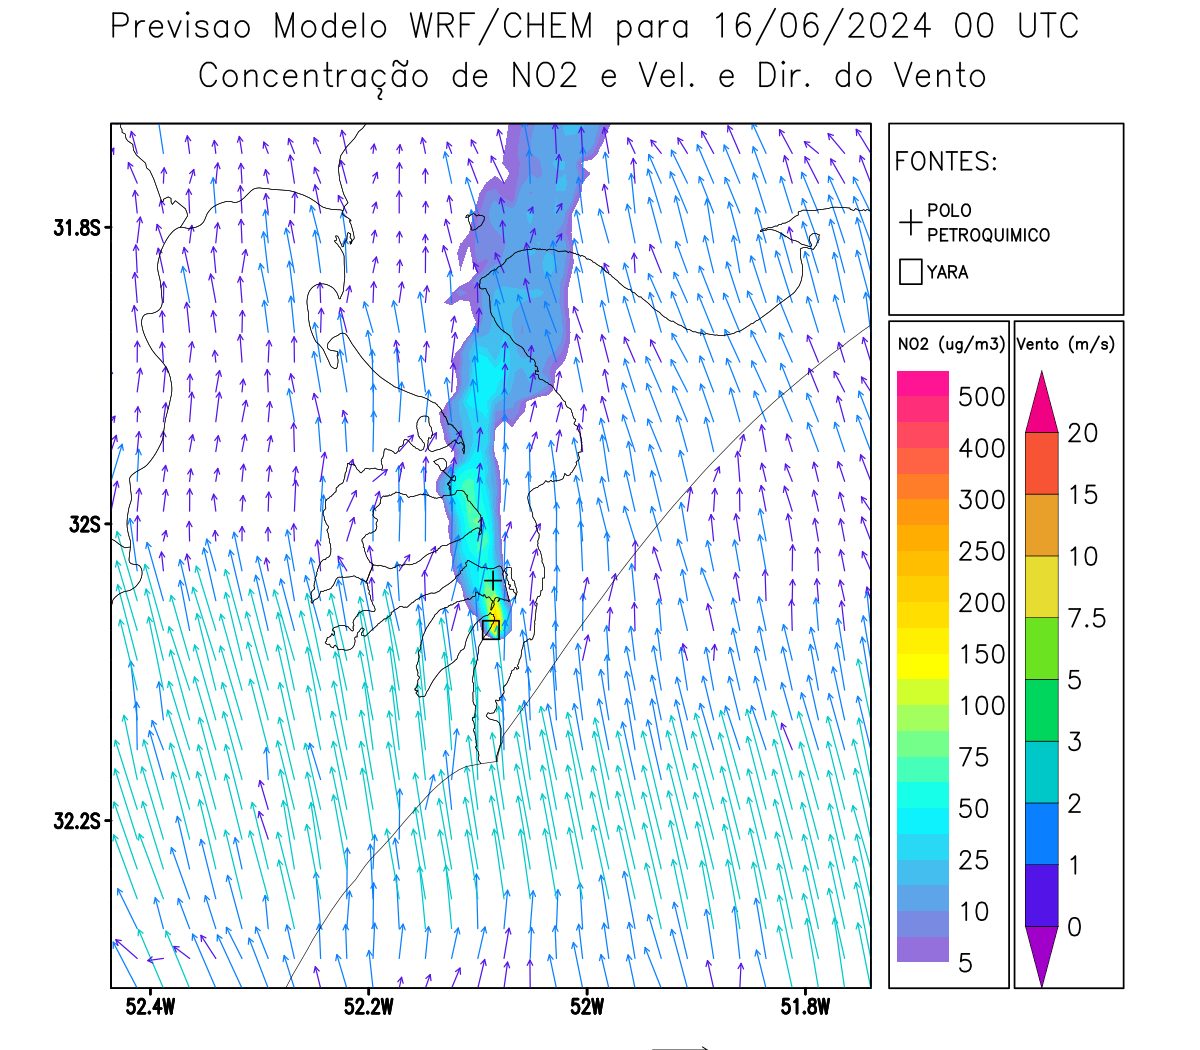 Previsao Modelo WRF/CHEM para 16/06/2024 00 UTC
Concentração de NO2 e Vel. e Dir. do Vento
FONTES:
POLO
PETROQUIMICO
YARA
NO2 (ug/m3)
500
400
300
250
200
150
100
75
50
25
10
5
Vento (m/s)
20
15
10
7.5
5
3
2
1
0
31.8S
32S
32.2S
52.4W
52.2W
52W
51.8W